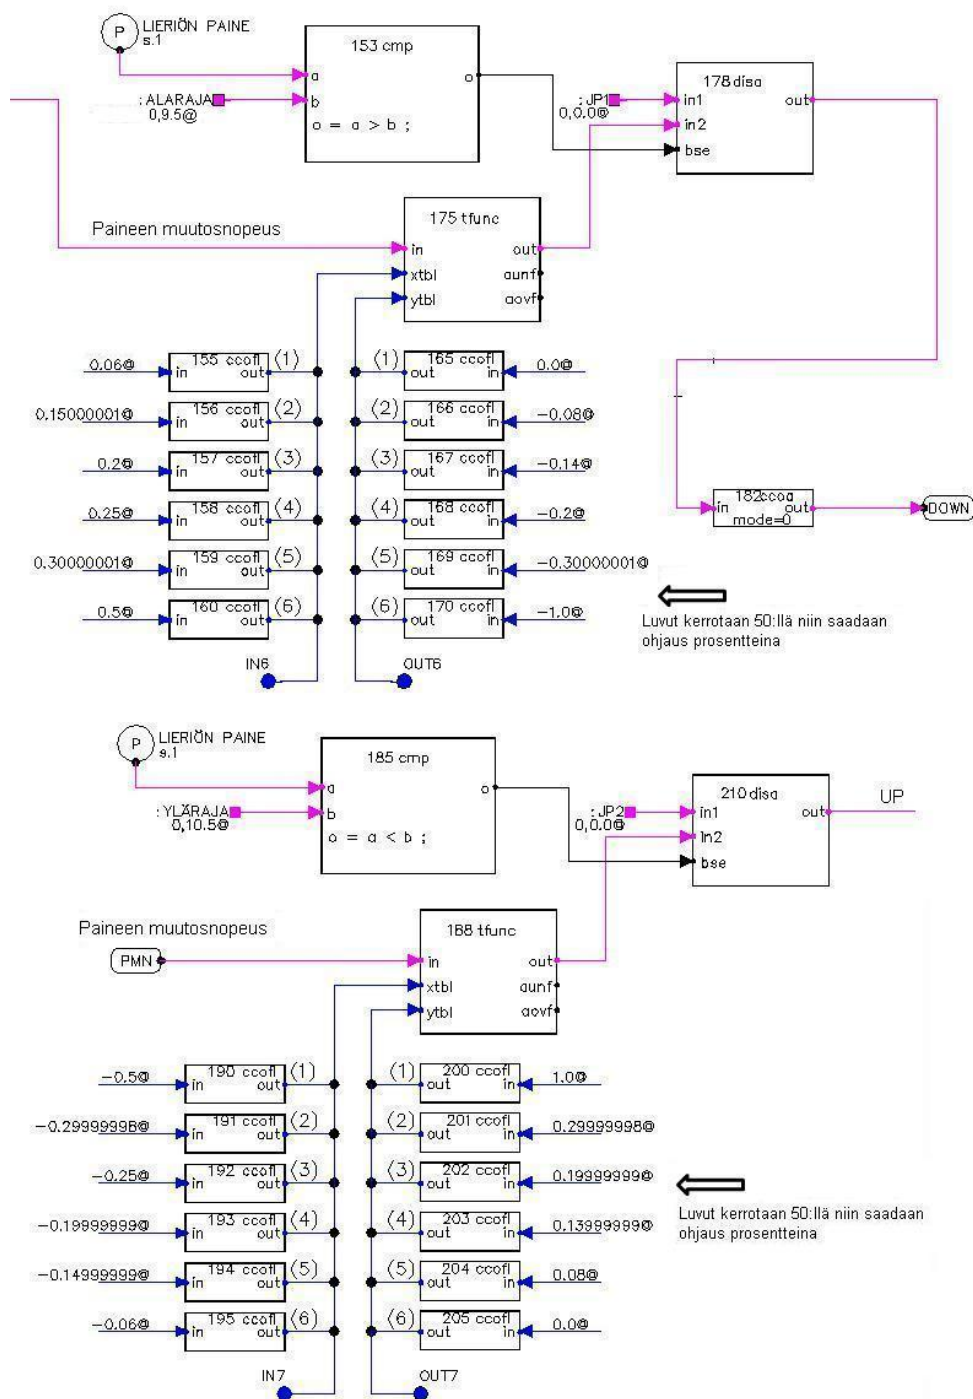 P
LIERIÖN PAINE
s.1
153 cmp
a
o
:ALARAJA
b
0,9.5@
o = a > b ;
178 disa
:JP1
in1
out
0,0.0@
in2
bse
175 tfunc
Paineen muutosnopeus
in
out
xtbl
aunf
ytbl
aovf
0.06@
155 ccofl
in
out
(1)
(1)
165 ccofl
out
in
0.0@
0.15000001@
156 ccofl
in
out
(2)
(2)
166 ccofl
out
in
-0.08@
0.2@
157 ccofl
in
out
(3)
(3)
167 ccofl
out
in
-0.14@
0.25@
158 ccofl
in
out
(4)
(4)
168 ccofl
out
in
-0.2@
0.30000001@
159 ccofl
in
out
(5)
(5)
169 ccofl
out
in
-0.30000001@
0.5@
160 ccofl
in
out
(6)
(6)
170 ccofl
out
in
-1.0@
182ccoa
in
out
mode=0
DOWN
Luvut kerrotaan 50:llä niin saadaan
ohjaus prosentteina
IN6
OUT6
P
LIERIÖN PAINE
s.1
185 cmp
a
o
:YLÄRAJA
b
0,10.5@
o = a < b ;
210 disa
:JP2
in1
out
UP
0,0.0@
in2
bse
Paineen muutosnopeus
188 tfunc
PMN
in
out
xtbl
aunf
ytbl
aovf
-0.5@
190 ccofl
in
out
(1)
(1)
200 ccofl
out
in
1.0@
-0.29999998@
191 ccofl
in
out
(2)
(2)
201 ccofl
out
in
0.29999998@
-0.25@
192 ccofl
in
out
(3)
(3)
202 ccofl
out
in
0.19999999@
-0.19999999@
193 ccofl
in
out
(4)
(4)
203 ccofl
out
in
0.13999999@
-0.14999999@
194 ccofl
in
out
(5)
(5)
204 ccofl
out
in
0.08@
-0.06@
195 ccofl
in
out
(6)
(6)
205 ccofl
out
in
0.0@
Luvut kerrotaan 50:llä niin saadaan
ohjaus prosentteina
IN7
OUT7